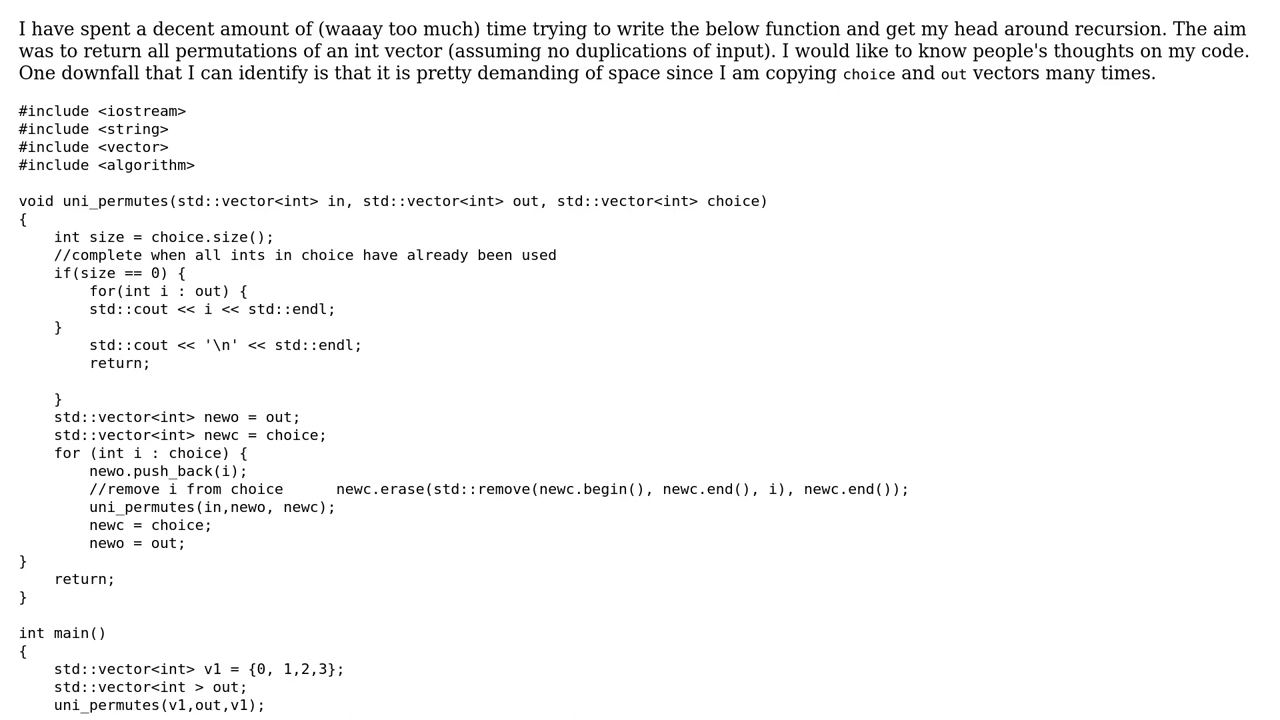 I have spent a decent amount of (waaay too much) time trying to write the below function and get my head around recursion. The aim
was to return all permutations of an int vector (assuming no duplications of input). I would like to know people's thoughts on my code.
One downfall that I can identify is that it is pretty demanding of space since I am copying choice and out vectors many times.

#include <iostream>
#include <string>
#include <vector>
#include <algorithm>

void uni_permutes(std::vector<int> in, std::vector<int> out, std::vector<int> choice)
{
    int size = choice.size();
    //complete when all ints in choice have already been used
    if(size == 0) {
        for(int i : out) {
        std::cout << i << std::endl;
    }
        std::cout << '\n' << std::endl;
        return;

    }
    std::vector<int> newo = out;
    std::vector<int> newc = choice;
    for (int i : choice) {
        newo.push_back(i);
        //remove i from choice      newc.erase(std::remove(newc.begin(), newc.end(), i), newc.end());
        uni_permutes(in,newo, newc);
        newc = choice;
        newo = out;
}
    return;
}

int main()
{
    std::vector<int> v1 = {0, 1,2,3};
    std::vector<int > out;
    uni_permutes(v1,out,v1);